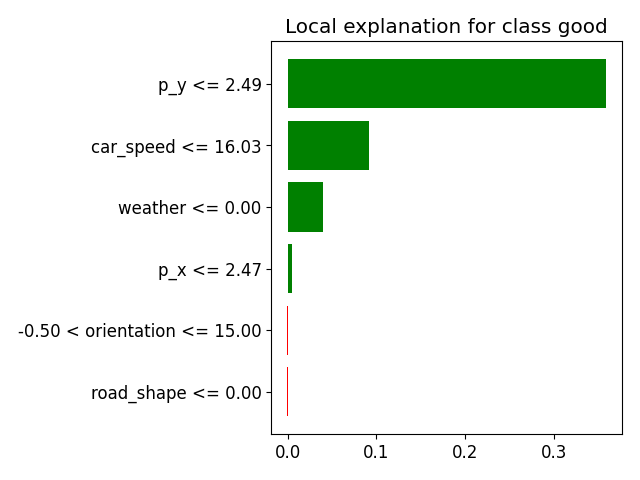 Local explanation for class good
p_y <= 2.49
car_speed <= 16.03
weather <= 0.00
p_x <= 2.47
-0.50 < orientation <= 15.00
road_shape <= 0.00
0.0 0.1 0.2 0.3